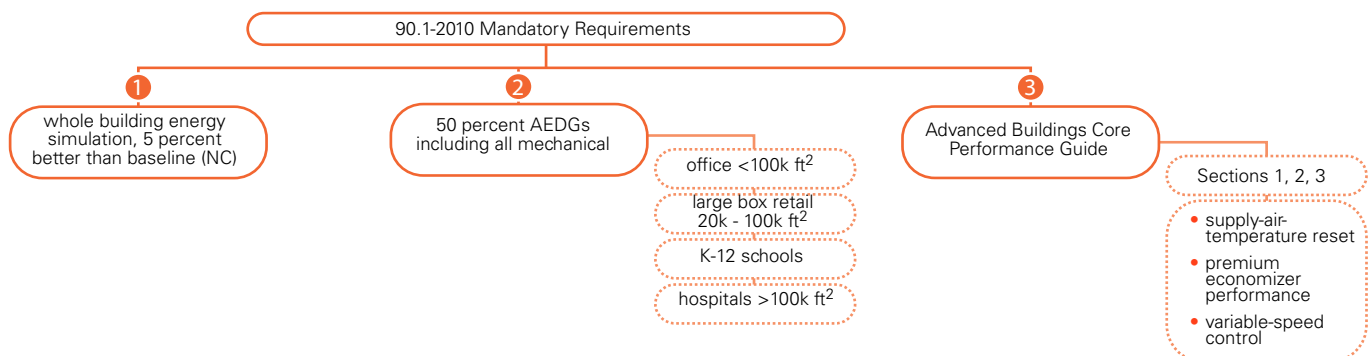 90.1-2010 Mandatory Requirements
1
2
3
whole building energy
simulation, 5 percent
better than baseline (NC)
50 percent AEDGs
including all mechanical
office <100k ft²
large box retail
20k - 100k ft²
K-12 schools
hospitals >100k ft²
Advanced Buildings Core
Performance Guide
Sections 1, 2, 3
• supply-air-
temperature reset
• premium
economizer
performance
• variable-speed
control